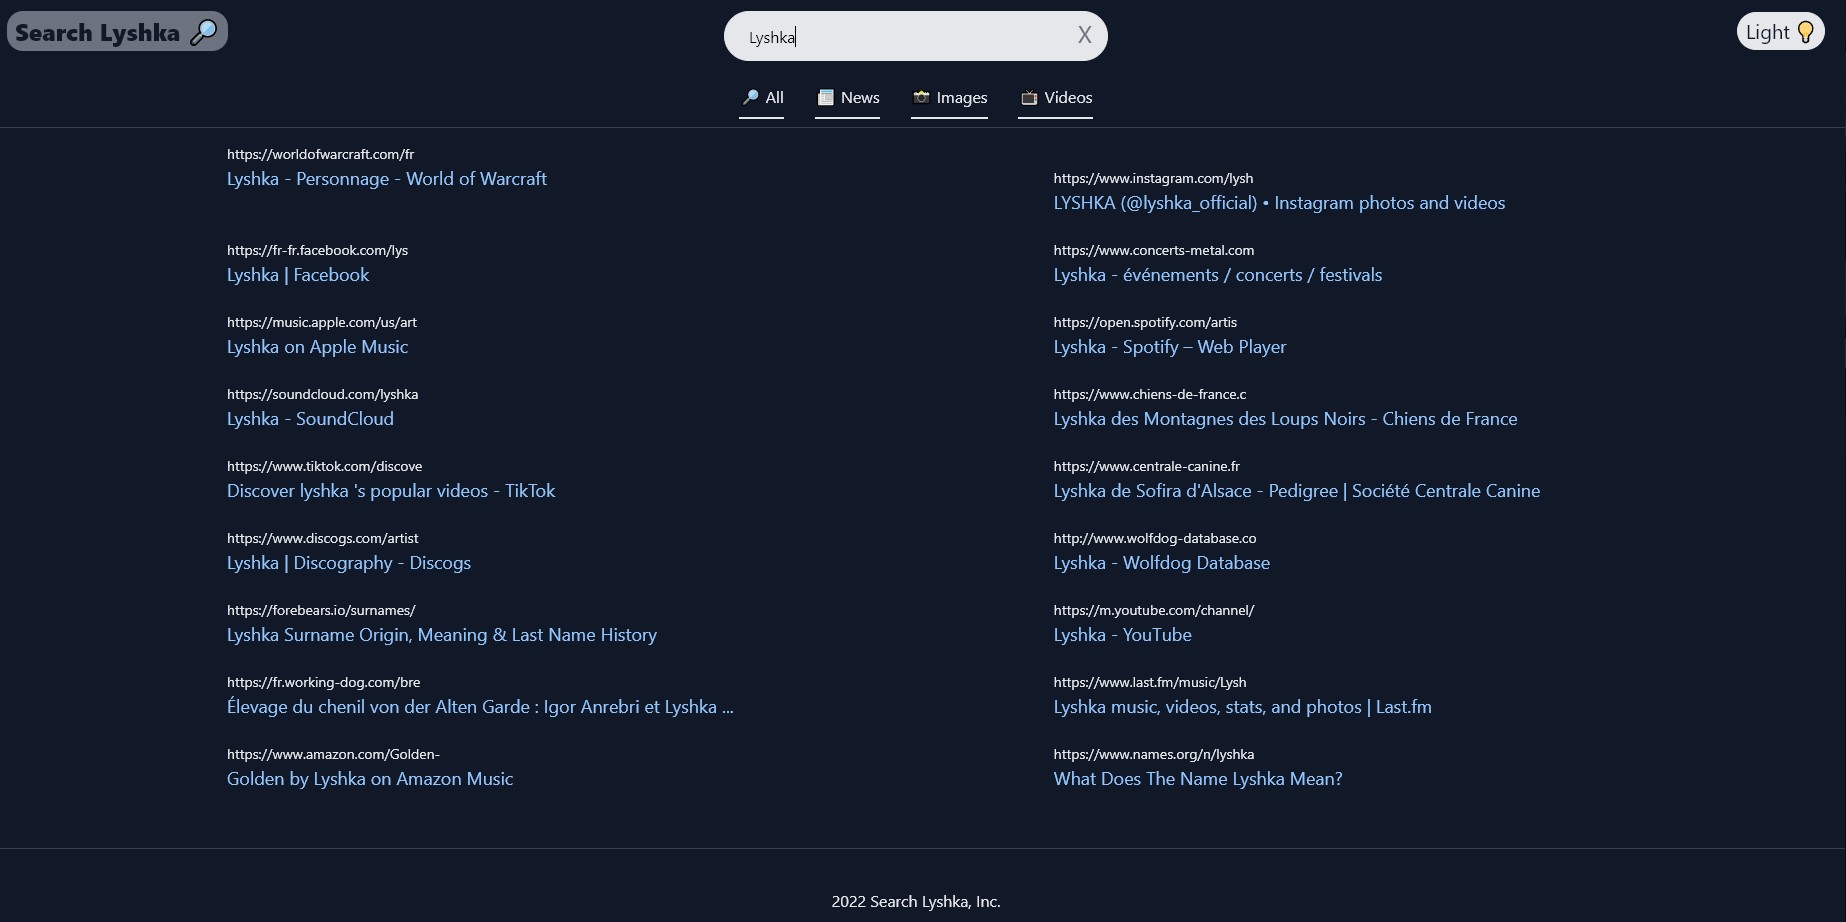 Search Lyshka
Lyshka
X
Light
All
News
Images
Videos
https://worldofwarcraft.com/fr
Lyshka - Personnage - World of Warcraft
https://www.instagram.com/lysh
LYSHKA (@lyshka_official) • Instagram photos and videos
https://fr-fr.facebook.com/lys
Lyshka | Facebook
https://www.concerts-metal.com
Lyshka - événements / concerts / festivals
https://music.apple.com/us/art
Lyshka on Apple Music
https://open.spotify.com/artis
Lyshka - Spotify – Web Player
https://soundcloud.com/lyshka
Lyshka - SoundCloud
https://www.chiens-de-france.c
Lyshka des Montagnes des Loups Noirs - Chiens de France
https://www.tiktok.com/discove
Discover lyshka 's popular videos - TikTok
https://www.centrale-canine.fr
Lyshka de Sofira d'Alsace - Pedigree | Société Centrale Canine
https://www.discogs.com/artist
Lyshka | Discography - Discogs
http://www.wolfdog-database.co
Lyshka - Wolfdog Database
https://forebears.io/surnames/
Lyshka Surname Origin, Meaning & Last Name History
https://m.youtube.com/channel/
Lyshka - YouTube
https://fr.working-dog.com/bre
Élevage du chenil von der Alten Garde : Igor Anrebri et Lyshka ...
https://www.last.fm/music/Lysh
Lyshka music, videos, stats, and photos | Last.fm
https://www.amazon.com/Golden-
Golden by Lyshka on Amazon Music
https://www.names.org/n/lyshka
What Does The Name Lyshka Mean?
2022 Search Lyshka, Inc.